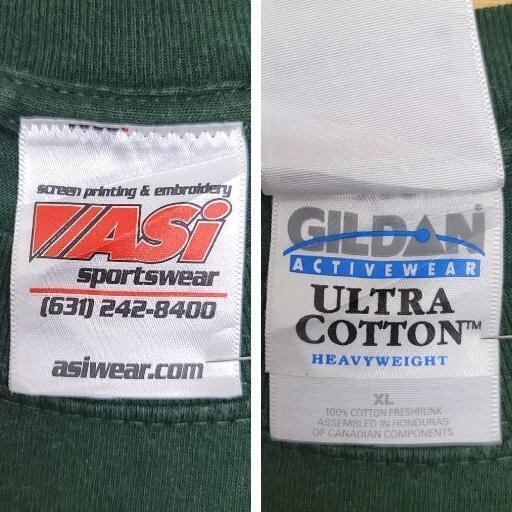 screen printing & embroidery
ASi
sportswear
(631) 242-8400
asiwear.com
GILDAN
ACTIVEWEAR
ULTRA
COTTON™
HEAVYWEIGHT
XL
100% COTTON PRESHRUNK
ASSEMBLED IN HONDURAS
OF CANADIAN COMPONENTS